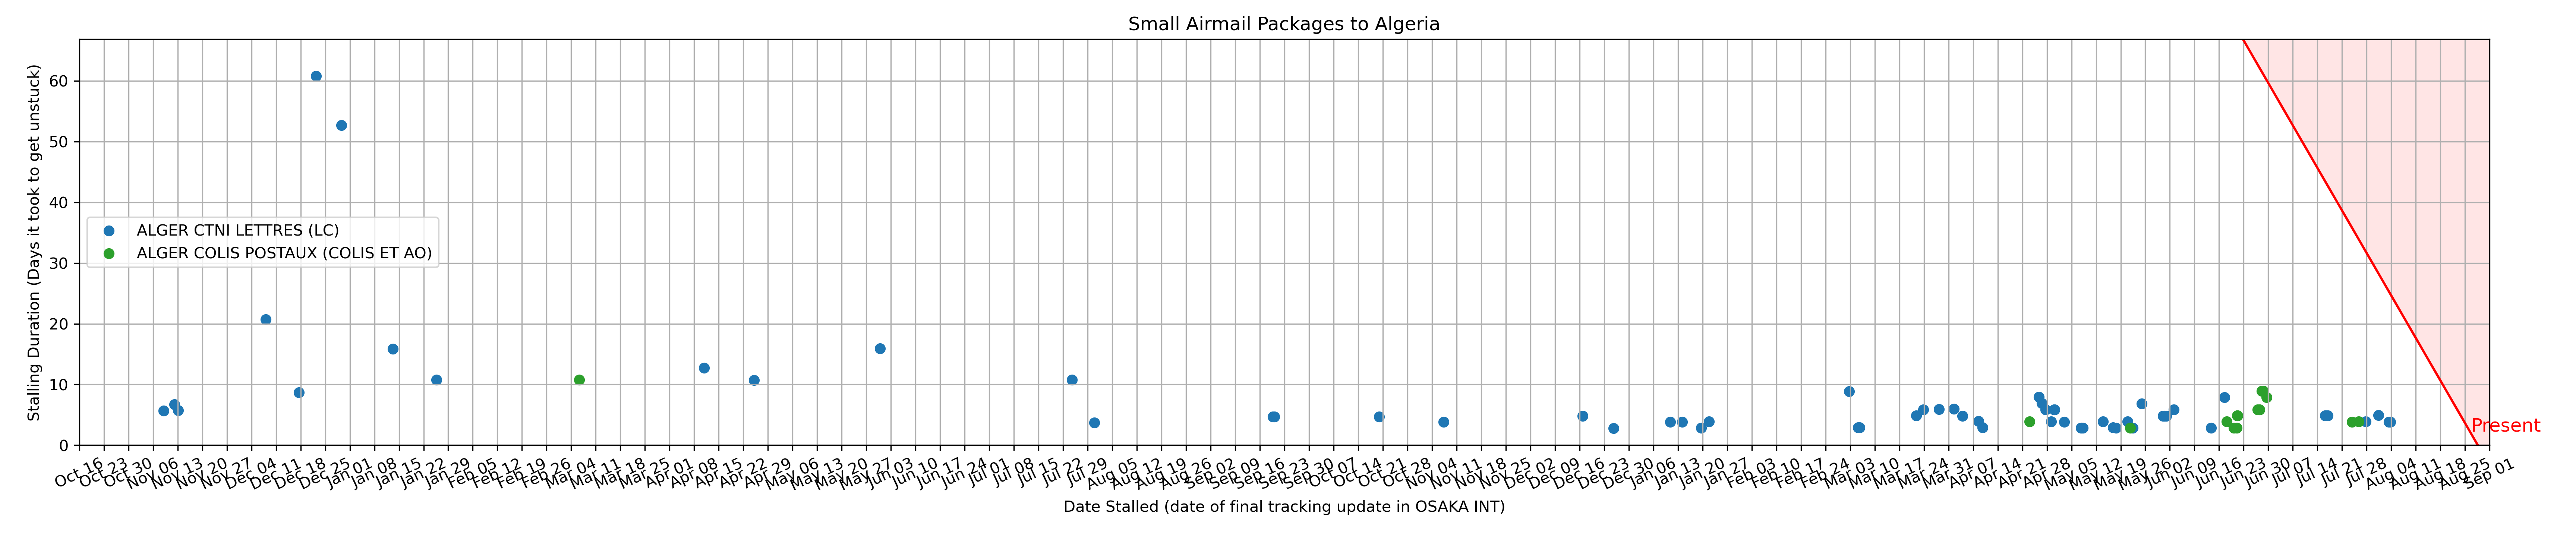 Small Airmail Packages to Algeria
Stalling Duration (Days it took to get unstuck)
60
50
40
30
20
10
0
ALGER CTNI LETTRES (LC)
ALGER COLIS POSTAUX (COLIS ET AO)
Present
Oct 16 Oct 23 Oct 30 Nov 06 Nov 13 Nov 20 Nov 27 Dec 04 Dec 11 Dec 18 Dec 25 Jan 01 Jan 08 Jan 15 Jan 22 Jan 29 Feb 05 Feb 12 Feb 19 Feb 26 Mar 04 Mar 11 Mar 18 Mar 25 Apr 01 Apr 08 Apr 15 Apr 22 Apr 29 May 06 May 13 May 20 May 27 Jun 03 Jun 10 Jun 17 Jun 24 Jul 01 Jul 08 Jul 15 Jul 22 Jul 29 Aug 05 Aug 12 Aug 19 Aug 26 Sep 02 Sep 09 Sep 16 Sep 23 Sep 30 Oct 07 Oct 14 Oct 21 Oct 28 Nov 04 Nov 11 Nov 18 Nov 25 Dec 02 Dec 09 Dec 16 Dec 23 Dec 30 Jan 06 Jan 13 Jan 20 Jan 27 Feb 03 Feb 10 Feb 17 Feb 24 Mar 03 Mar 10 Mar 17 Mar 24 Mar 31 Apr 07 Apr 14 Apr 21 Apr 28 May 05 May 12 May 19 May 26 Jun 02 Jun 09 Jun 16 Jun 23 Jun 30 Jul 07 Jul 14 Jul 21 Jul 28 Aug 04 Aug 11 Aug 18 Aug 25 Sep 01
Date Stalled (date of final tracking update in OSAKA INT)